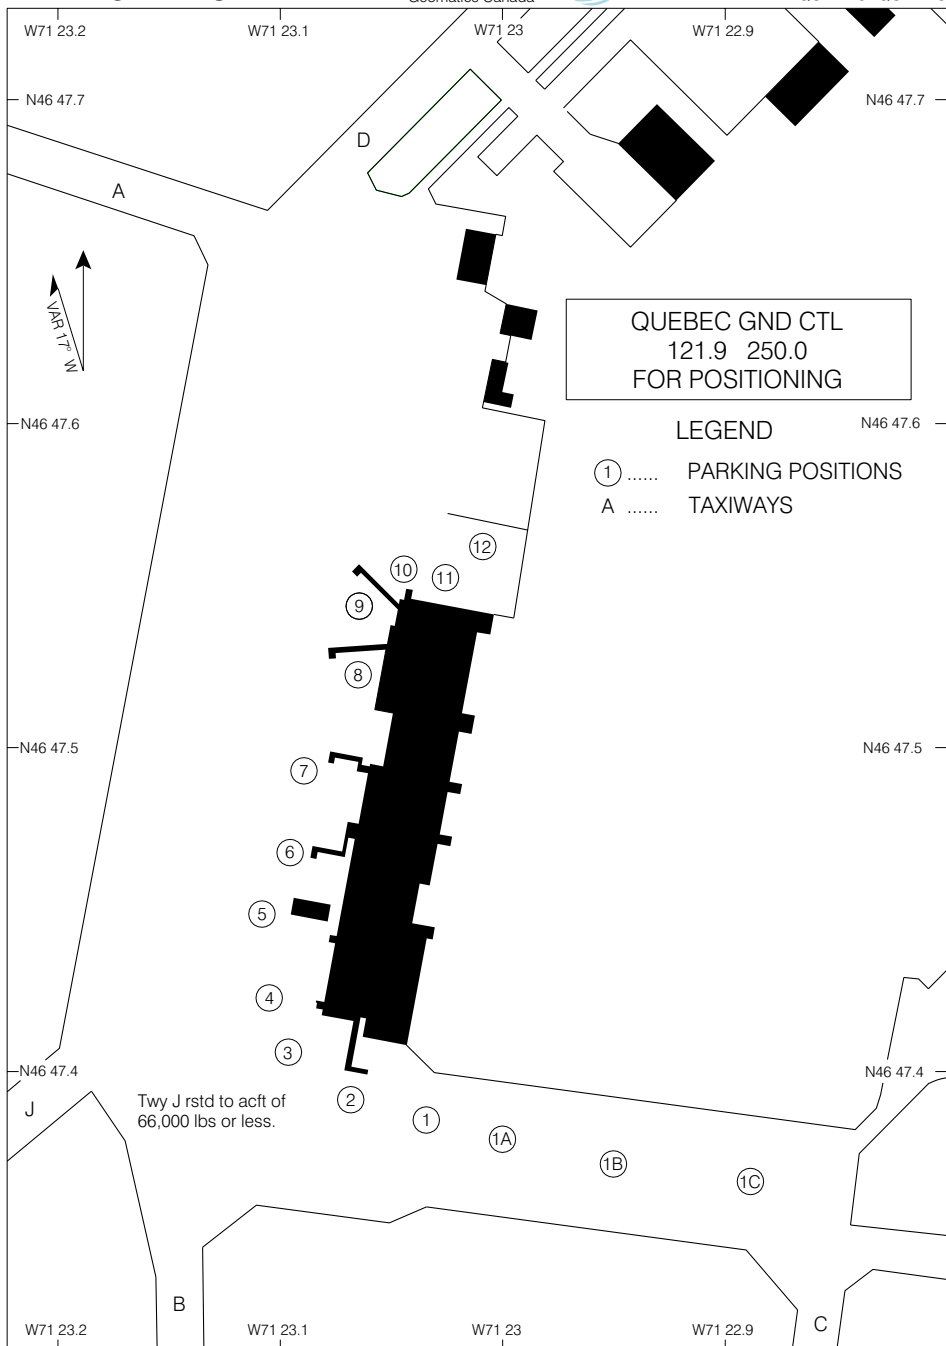 Geomatics Canada
W71 23.2 W71 23.1 W71 23 W71 22.9
N46 47.7 N46 47.7
D
A
VAR 17° W
QUEBEC GND CTL
121.9 250.0
FOR POSITIONING
N46 47.6 N46 47.6
LEGEND
1 ...... PARKING POSITIONS
A ...... TAXIWAYS
12
10
11
9
8
N46 47.5 N46 47.5
7
6
5
4
3
N46 47.4 N46 47.4
J
Twy J rstd to acft of
66,000 lbs or less.
2
1
1A
1B
1C
B
C
W71 23.2 W71 23.1 W71 23 W71 22.9